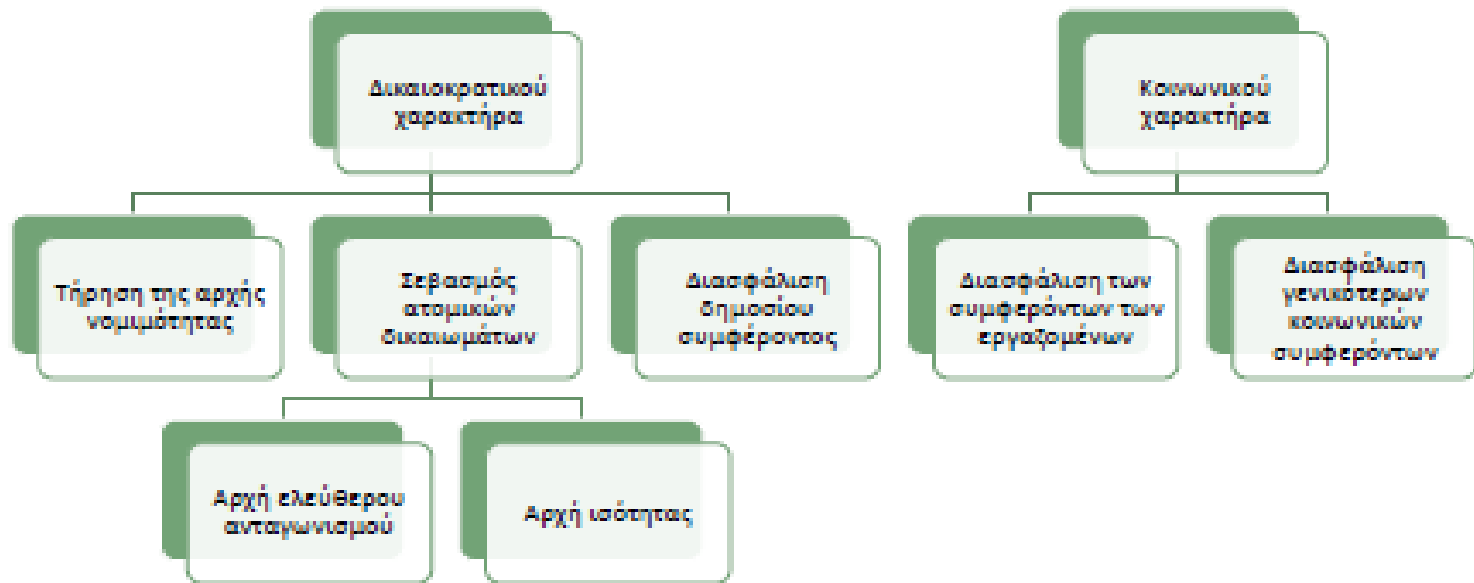 Δικαιοκρατικού
χαρακτήρα
Κοινωνικού
χαρακτήρα
Τήρηση της αρχής
νομιμότητας
Σεβασμός
ατομικών
δικαιωμάτων
Διασφάλιση
δημοσίου
συμφέροντος
Διασφάλιση των
συμφερόντων των
εργαζομένων
Διασφάλιση
γενικότερων
κοινωνικών
συμφερόντων
Αρχή ελεύθερου
ανταγωνισμού
Αρχή ισότητας